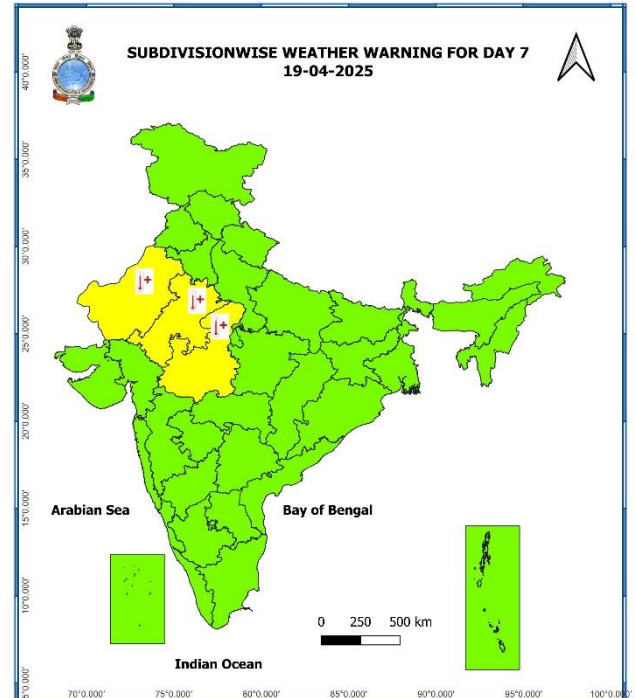 SUBDIVISIONWISE WEATHER WARNING FOR DAY 7
19-04-2025
40°0.000'
35°0.000'
30°0.000'
25°0.000'
20°0.000'
15°0.000'
10°0.000'
5°0.000'
Arabian Sea
Bay of Bengal
0 250 500 km
Indian Ocean
70°0.000' 75°0.000' 80°0.000' 85°0.000' 90°0.000' 95°0.000' 100°0.000'